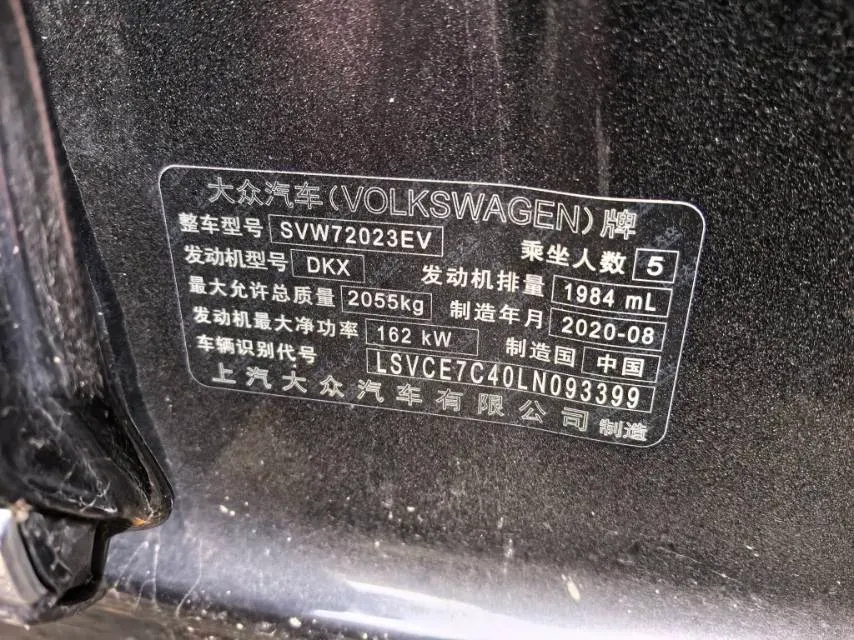 大众汽车(VOLKSWAGEN)牌
整车型号 SVW72023EV 乘坐人数 5
发动机型号 DKX 发动机排量 1984 mL
最大允许总质量 2055kg 制造年月 2020-08
发动机最大净功率 162 kW 制造国 中国
车辆识别代号 LSVCE7C40LN093399
上汽大众汽车有限公司 制造